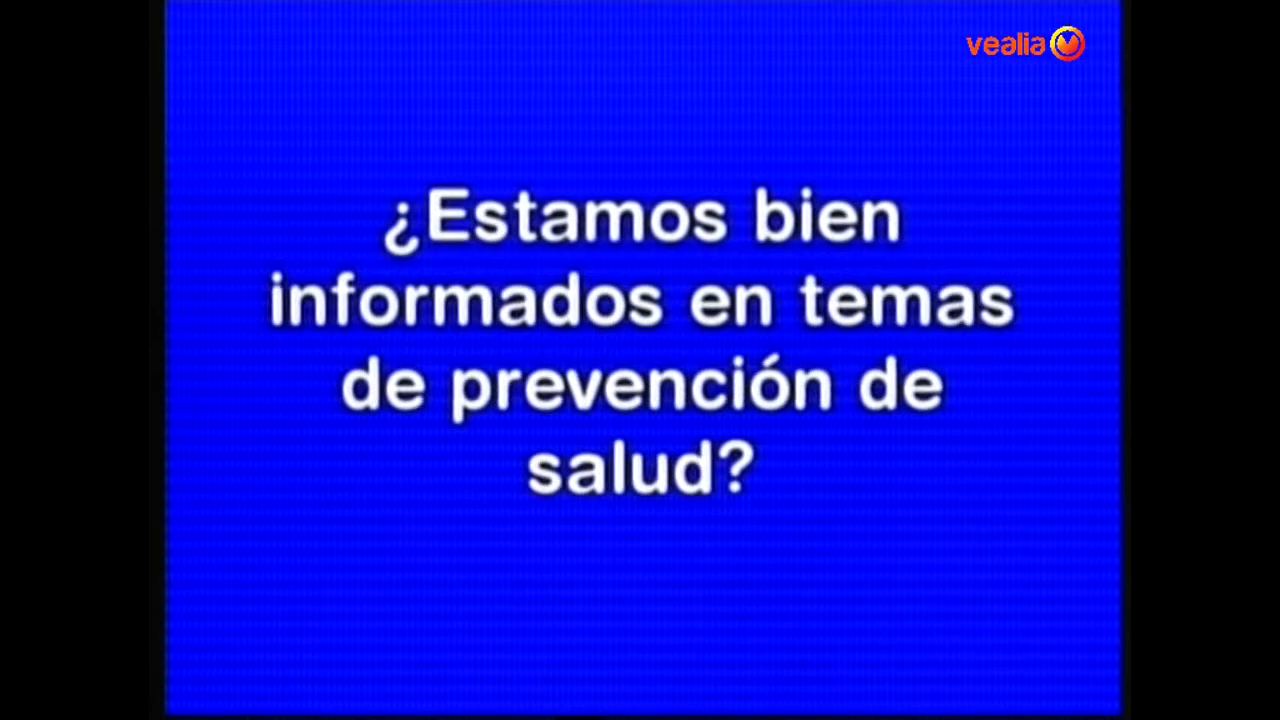 vealia
¿Estamos bien
informados en temas
de prevención de
salud?